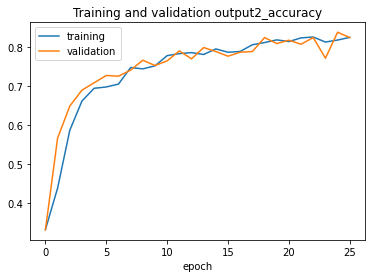 Training and validation output2_accuracy
training
validation
0.8
0.7
0.6
0.5
0.4
0 5 10 15 20 25
epoch